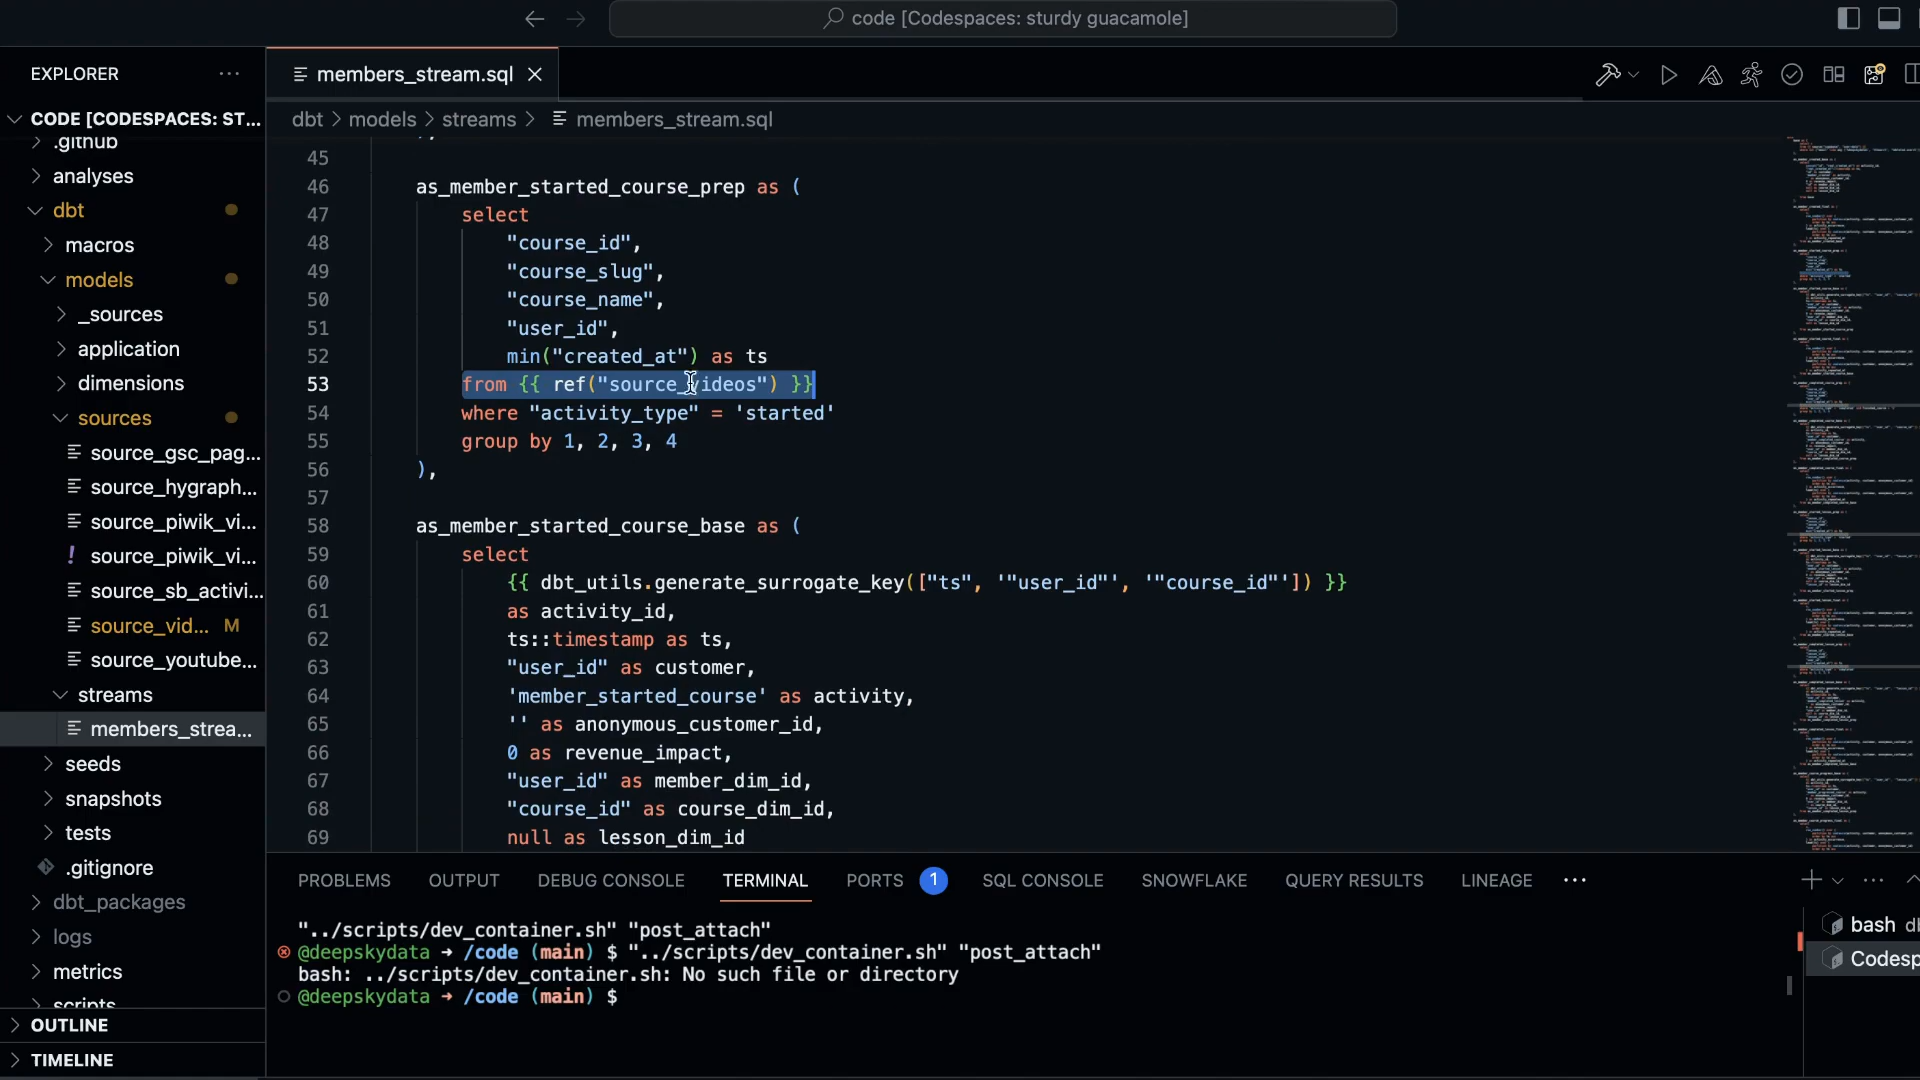 code [Codespaces: sturdy guacamole]
EXPLORER
members_stream.sql
CODE [CODESPACES: ST...
dbt > models > streams > members_stream.sql
.github
analyses
dbt
macros
models
_sources
application
dimensions
sources
source_gsc_pag...
source_hygraph...
source_piwik_vi...
! source_piwik_vi...
source_sb_activi...
source_vid... M
source_youtube...
streams
members_strea...
seeds
snapshots
tests
.gitignore
dbt_packages
logs
metrics
scripts
OUTLINE
TIMELINE
45
46 as_member_started_course_prep as (
47 select
48 "course_id",
49 "course_slug",
50 "course_name",
51 "user_id",
52 min("created_at") as ts
53 from {{ ref("source_videos") }}
54 where "activity_type" = 'started'
55 group by 1, 2, 3, 4
56 ),
57
58 as_member_started_course_base as (
59 select
60 {{ dbt_utils.generate_surrogate_key(["ts", '"user_id"', '"course_id"']) }}
61 as activity_id,
62 ts::timestamp as ts,
63 "user_id" as customer,
64 'member_started_course' as activity,
65 '' as anonymous_customer_id,
66 0 as revenue_impact,
67 "user_id" as member_dim_id,
68 "course_id" as course_dim_id,
69 null as lesson_dim_id
PROBLEMS OUTPUT DEBUG CONSOLE TERMINAL PORTS 1 SQL CONSOLE SNOWFLAKE QUERY RESULTS LINEAGE
"../scripts/dev_container.sh" "post_attach"
@deepskydata → /code (main) $ "../scripts/dev_container.sh" "post_attach"
bash: ../scripts/dev_container.sh: No such file or directory
@deepskydata → /code (main) $
bash db
Codesp